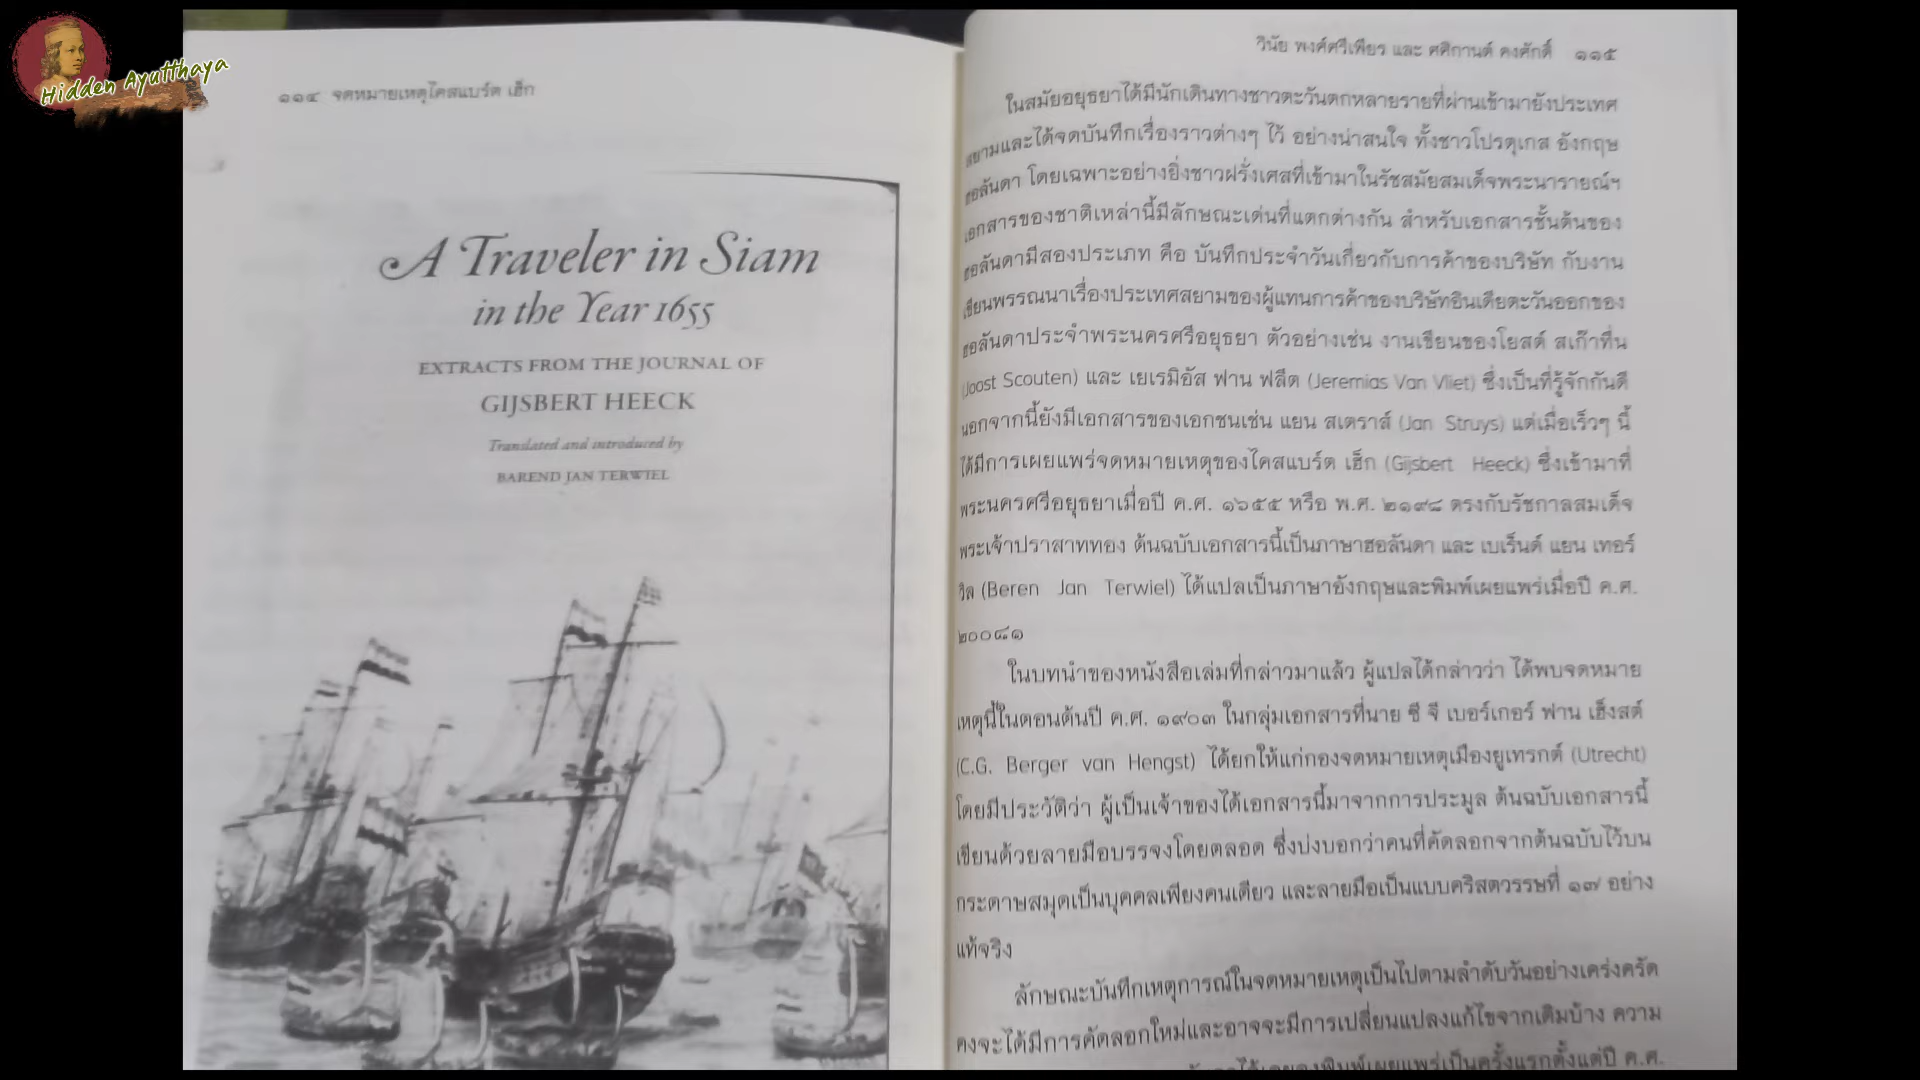 Hidden Ayutthaya
๑๑๔ จดหมายเหตุไคสแบร์ต เฮ็ก
A Traveler in Siam
in the Year 1655
EXTRACTS FROM THE JOURNAL OF
GIJSBERT HEECK
Translated and introduced by
BAREND JAN TERWIEL
วินัย พงศ์ศรีเพียร และ ศศิกานต์ คงศักดิ์ ๑๑๕
ในสมัยอยุธยาได้มีนักเดินทางชาวตะวันตกหลายรายที่ผ่านเข้ามายังประเทศ
สยามและได้จดบันทึกเรื่องราวต่างๆ ไว้ อย่างน่าสนใจ ทั้งชาวโปรตุเกส อังกฤษ
ฮอลันดา โดยเฉพาะอย่างยิ่งชาวฝรั่งเศสที่เข้ามาในรัชสมัยสมเด็จพระนารายณ์ฯ
เอกสารของชาติเหล่านี้มีลักษณะเด่นที่แตกต่างกัน สำหรับเอกสารชั้นต้นของ
ฮอลันดามีสองประเภท คือ บันทึกประจำวันเกี่ยวกับการค้าของบริษัท กับงาน
เขียนพรรณนาเรื่องประเทศสยามของผู้แทนการค้าของบริษัทอินเดียตะวันออกของ
ฮอลันดาประจำพระนครศรีอยุธยา ตัวอย่างเช่น งานเขียนของโยสต์ สเก๊าท์น
(Joost Scouten) และ เยเรมิอัส ฟาน ฟลีต (Jeremias Van Vliet) ซึ่งเป็นที่รู้จักกันดี
นอกจากนี้ยังมีเอกสารของเอกชนเช่น แยน สเตราส์ (Jan Struys) แต่เมื่อเร็วๆ นี้
ได้มีการเผยแพร่จดหมายเหตุของไคสแบร์ต เฮ็ก (Gijsbert Heeck) ซึ่งเข้ามาที่
พระนครศรีอยุธยาเมื่อปี ค.ศ. ๑๖๕๕ หรือ พ.ศ. ๒๑๙๘ ตรงกับรัชกาลสมเด็จ
พระเจ้าปราสาททอง ต้นฉบับเอกสารนี้เป็นภาษาฮอลันดา และ เบเร็นต์ แยน เทอร์
วิล (Beren Jan Terwiel) ได้แปลเป็นภาษาอังกฤษและพิมพ์เผยแพร่เมื่อปี ค.ศ.
๒๐๐๘๑
ในบทนำของหนังสือเล่มที่กล่าวมาแล้ว ผู้แปลได้กล่าวว่า ได้พบจดหมาย
เหตุนี้ในตอนต้นปี ค.ศ. ๑๙๐๓ ในกลุ่มเอกสารที่นาย ซี จี เบอร์เกอร์ ฟาน เฮ็งสต์
(C.G. Berger van Hengst) ได้ยกให้แก่กองจดหมายเหตุเมืองยูเทรกต์ (Utrecht)
โดยมีประวัติว่า ผู้เป็นเจ้าของได้เอกสารนี้มาจากการประมูล ต้นฉบับเอกสารนี้
เขียนด้วยลายมือบรรจงโดยตลอด ซึ่งบ่งบอกว่าคนที่คัดลอกจากต้นฉบับไว้บน
กระดาษสมุดเป็นบุคคลเพียงคนเดียว และลายมือเป็นแบบคริสตวรรษที่ ๑๗ อย่าง
แท้จริง
ลักษณะบันทึกเหตุการณ์ในจดหมายเหตุเป็นไปตามลำดับวันอย่างเคร่งครัด
คงจะได้มีการคัดลอกใหม่และอาจจะมีการเปลี่ยนแปลงแก้ไขจากเดิมบ้าง ความ
พิมพ์เผยแพร่เป็นครั้งแรกตั้งแต่ปี ค.ศ.